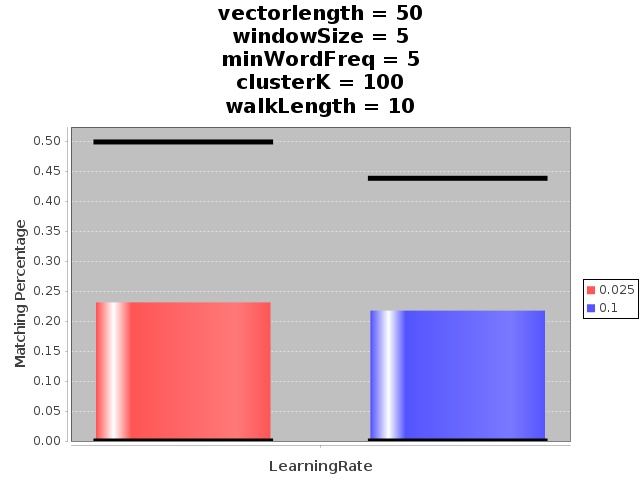 vectorlength = 50
windowSize = 5
minWordFreq = 5
clusterK = 100
walkLength = 10
Matching Percentage
0.50
0.45
0.40
0.35
0.30
0.25
0.20
0.15
0.10
0.05
0.00
LearningRate
0.025
0.1